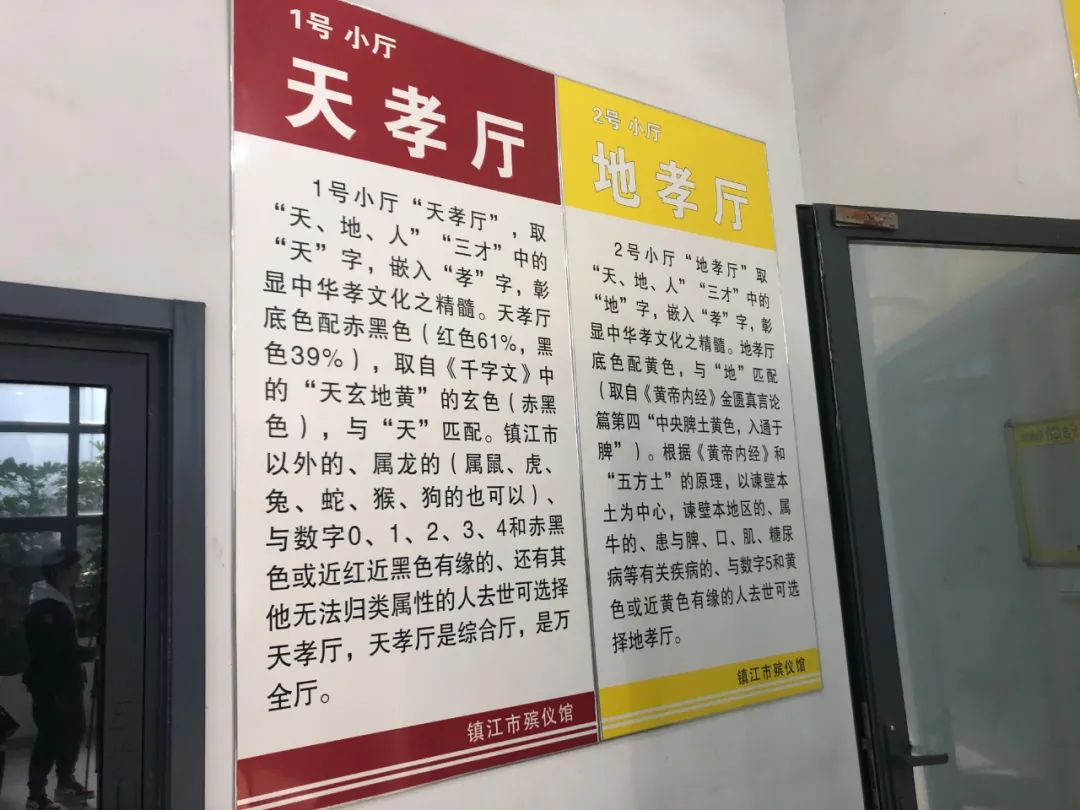 1号 小厅
天孝厅
1号小厅“天孝厅”，取
“天、地、人”“三才”中的
“天”字，嵌入“孝”字，彰
显中华孝文化之精髓。天孝厅
底色配赤黑色（红色61%，黑
色39%），取自《千字文》中
的“天玄地黄”的玄色（赤黑
色），与“天”匹配。镇江市
以外的、属龙的（属鼠、虎、
兔、蛇、猴、狗的也可以）、
与数字0、1、2、3、4和赤黑
色或近红近黑色有缘的、还有其
他无法归类属性的人去世可选择
天孝厅，天孝厅是综合厅，是万
全厅。
镇江市殡仪馆
2号 小厅
地孝厅
2号小厅“地孝厅”取
“天、地、人”“三才”中的
“地”字，嵌入“孝”字，彰
显中华孝文化之精髓。地孝厅
底色配黄色，与“地”匹配
（取自《黄帝内经》金匮真言论
篇第四“中央脾土黄色，入通于
脾”）。根据《黄帝内经》和
“五方土”的原理，以谏壁本
土为中心，谏壁本地区的、属
牛的、患与脾、口、肌、糖尿
病等有关疾病的、与数字5和黄
色或近黄色有缘的人去世可选
择地孝厅。
镇江市殡仪馆